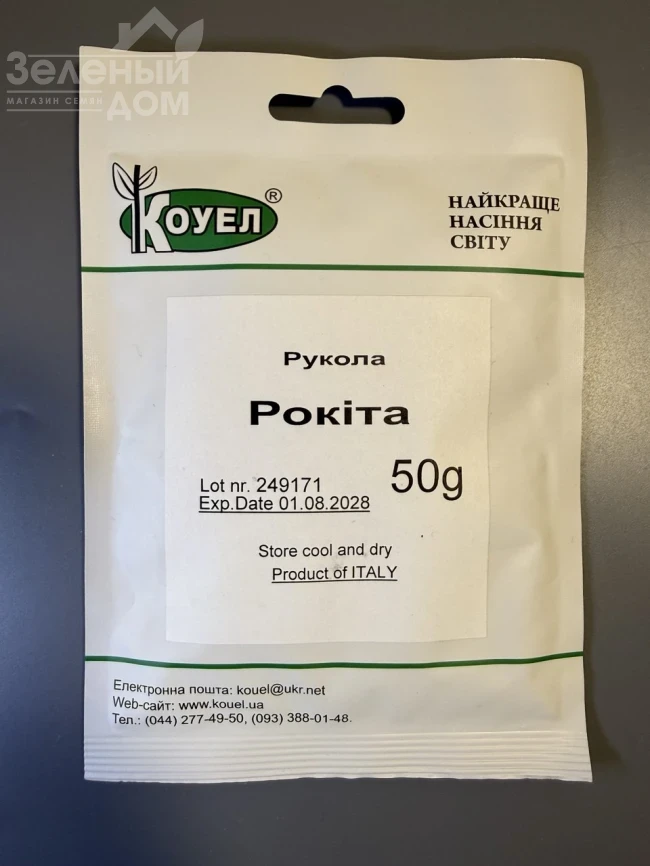 Зеленый
МАГАЗИН СЕМЯН ДОМ
КОУЕЛ®
НАЙКРАЩЕ
НАСІННЯ
СВІТУ
Рукола
Рокіта
Lot nr. 249171
50g
Exp.Date 01.08.2028
Store cool and dry
Product of ITALY
Електронна пошта: kouel@ukr.net
Web-сайт: www.kouel.ua
Тел.: (044) 277-49-50, (093) 388-01-48.